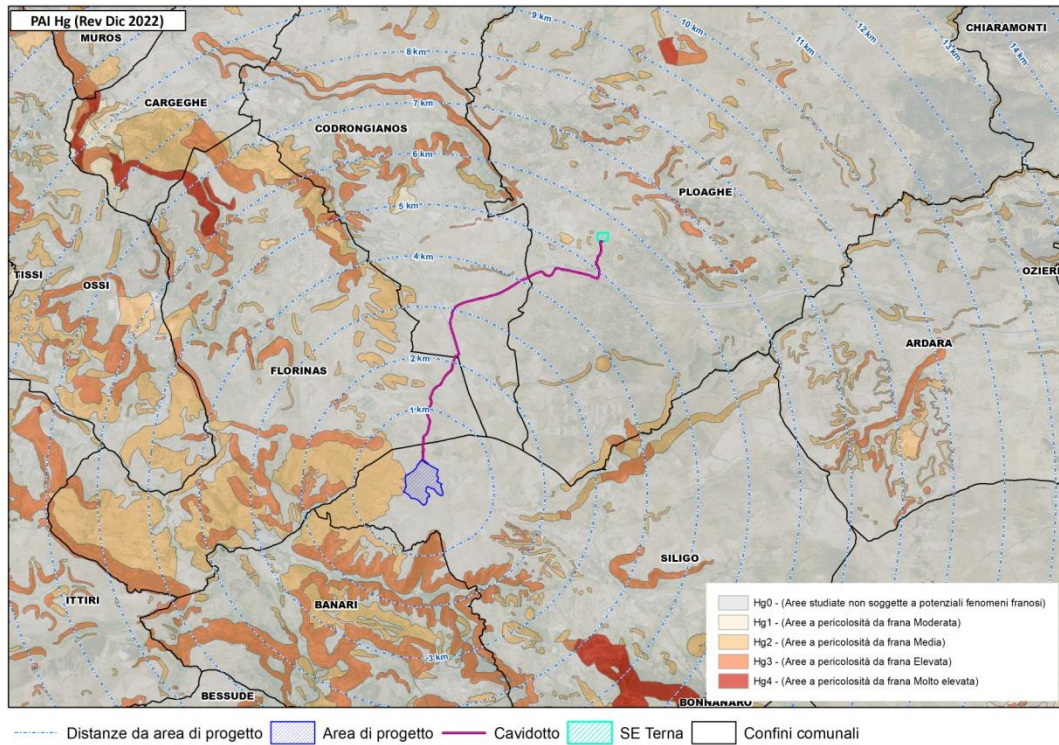 PAI Hg (Rev Dic 2022)
MUROS
CHIARAMONTI
9 km
10 km
11 km
12 km
13 km
14 km
8 km
CARGEGHE
7 km
CODRONGIANOS
6 km
PLOAGHE
5 km
4 km
TISSI
OSSI
OZIERI
ARDARA
2 km
FLORINAS
1 km
SILIGO
ITTIRI
BANARI
3 km
BESSUDE
BONNANARO
Hg0 - (Aree studiate non soggette a potenziali fenomeni franosi)
Hg1 - (Aree a pericolosità da frana Moderata)
Hg2 - (Aree a pericolosità da frana Media)
Hg3 - (Aree a pericolosità da frana Elevata)
Hg4 - (Aree a pericolosità da frana Molto elevata)
Distanze da area di progetto
Area di progetto
Cavidotto
SE Terna
Confini comunali